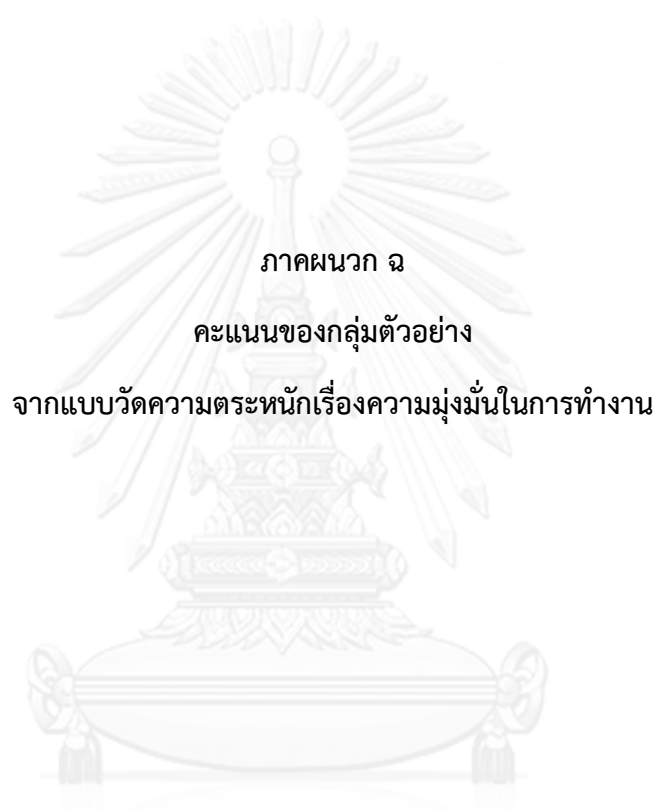 ภาคผนวก ฉ
คะแนนของกลุ่มตัวอย่าง
จากแบบวัดความตระหนักเรื่องความมุ่งมั่นในการทำงาน